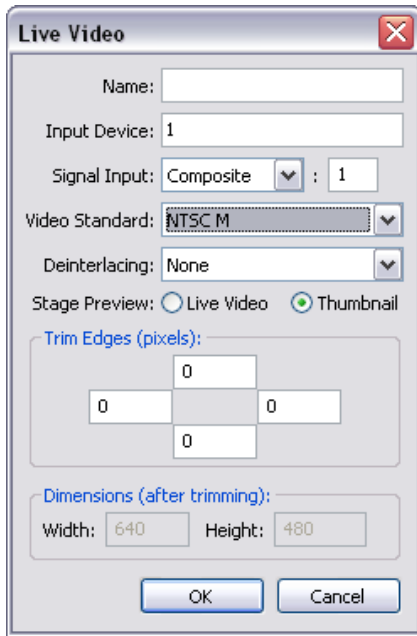 Live Video
Name:
Input Device: 1
Signal Input: Composite : 1
Video Standard: NTSC M
Deinterlacing: None
Stage Preview: Live Video Thumbnail
Trim Edges (pixels):
0
0 0
0
Dimensions (after trimming):
Width: 640 Height: 480
OK Cancel